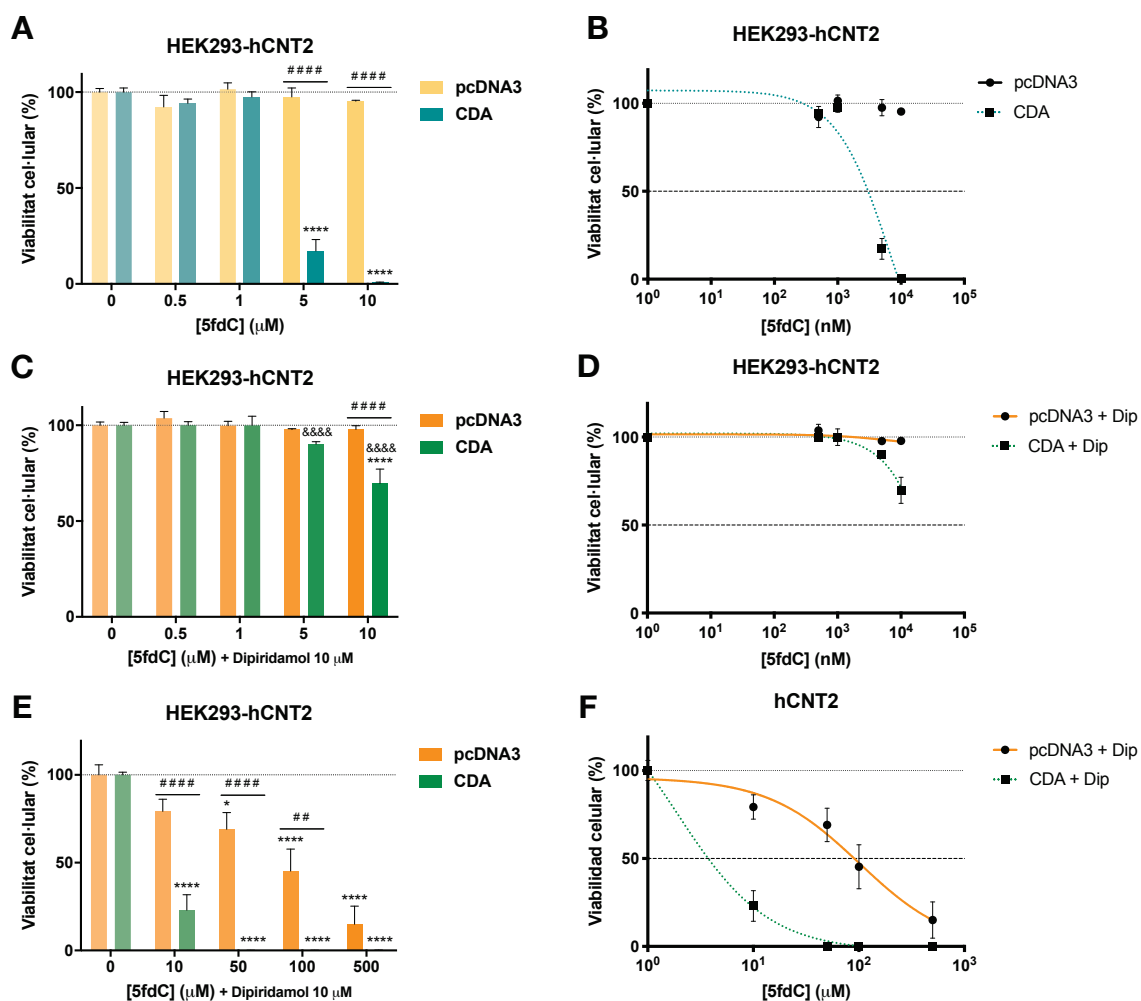 A
HEK293-hCNT2
Viabilitat cel·lular (%)
100
50
0
#### ####
****
****
0 0.5 1 5 10
[5fdC] (μM)
pcDNA3
CDA
B
HEK293-hCNT2
Viabilitat cel·lular (%)
100
50
0
10⁰ 10¹ 10² 10³ 10⁴ 10⁵
[5fdC] (nM)
pcDNA3
CDA
C
HEK293-hCNT2
Viabilitat cel·lular (%)
100
50
0
####
&&&&
&&&&
****
0 0.5 1 5 10
[5fdC] (μM) + Dipiridamol 10 μM
pcDNA3
CDA
D
HEK293-hCNT2
Viabilitat cel·lular (%)
100
50
0
10⁰ 10¹ 10² 10³ 10⁴ 10⁵
[5fdC] (nM)
pcDNA3 + Dip
CDA + Dip
E
HEK293-hCNT2
Viabilitat cel·lular (%)
100
50
0
#### ####
*
##
****
****
****
**** **** ****
0 10 50 100 500
[5fdC] (μM) + Dipiridamol 10 μM
pcDNA3
CDA
F
hCNT2
Viabilidad celular (%)
100
50
0
10⁰ 10¹ 10² 10³
[5fdC] (μM)
pcDNA3 + Dip
CDA + Dip